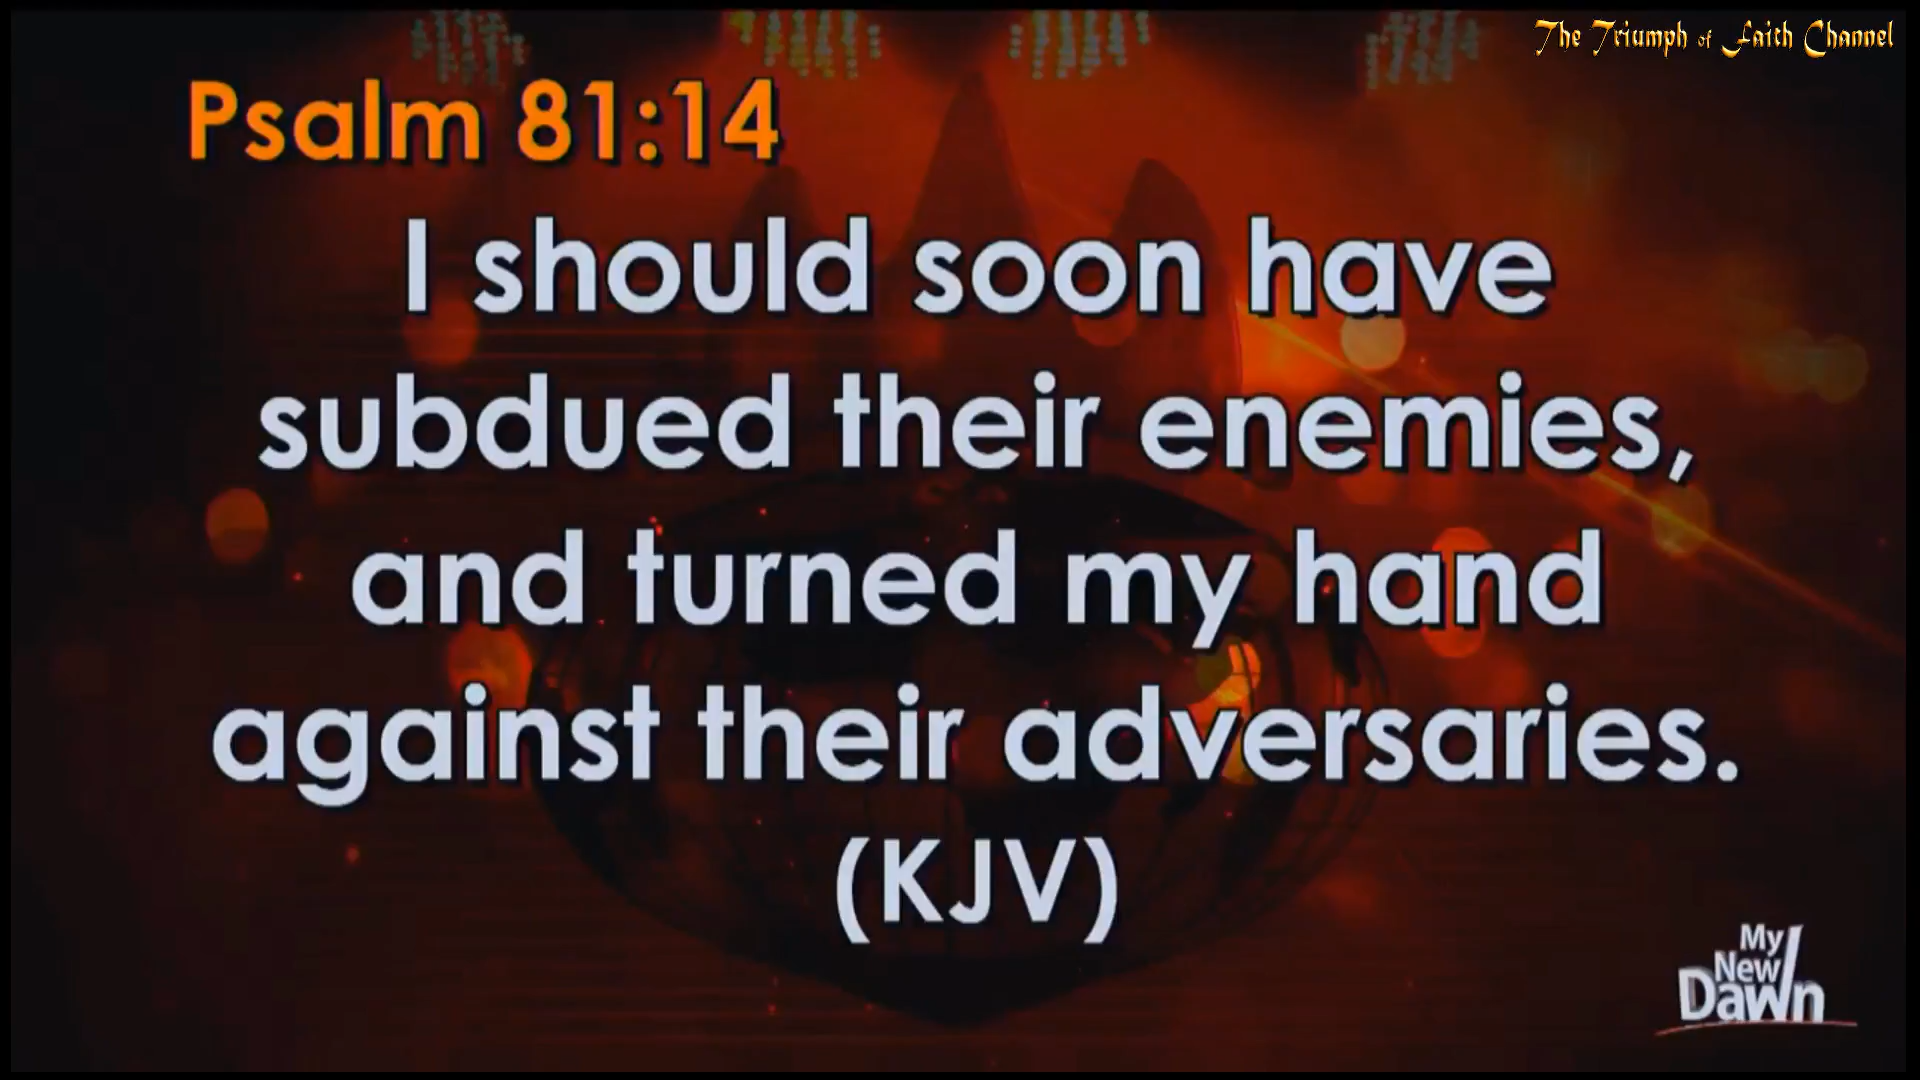 The Triumph of Faith Channel
Psalm 81:14
I should soon have
subdued their enemies,
and turned my hand
against their adversaries.
(KJV)
My
New
Dawn